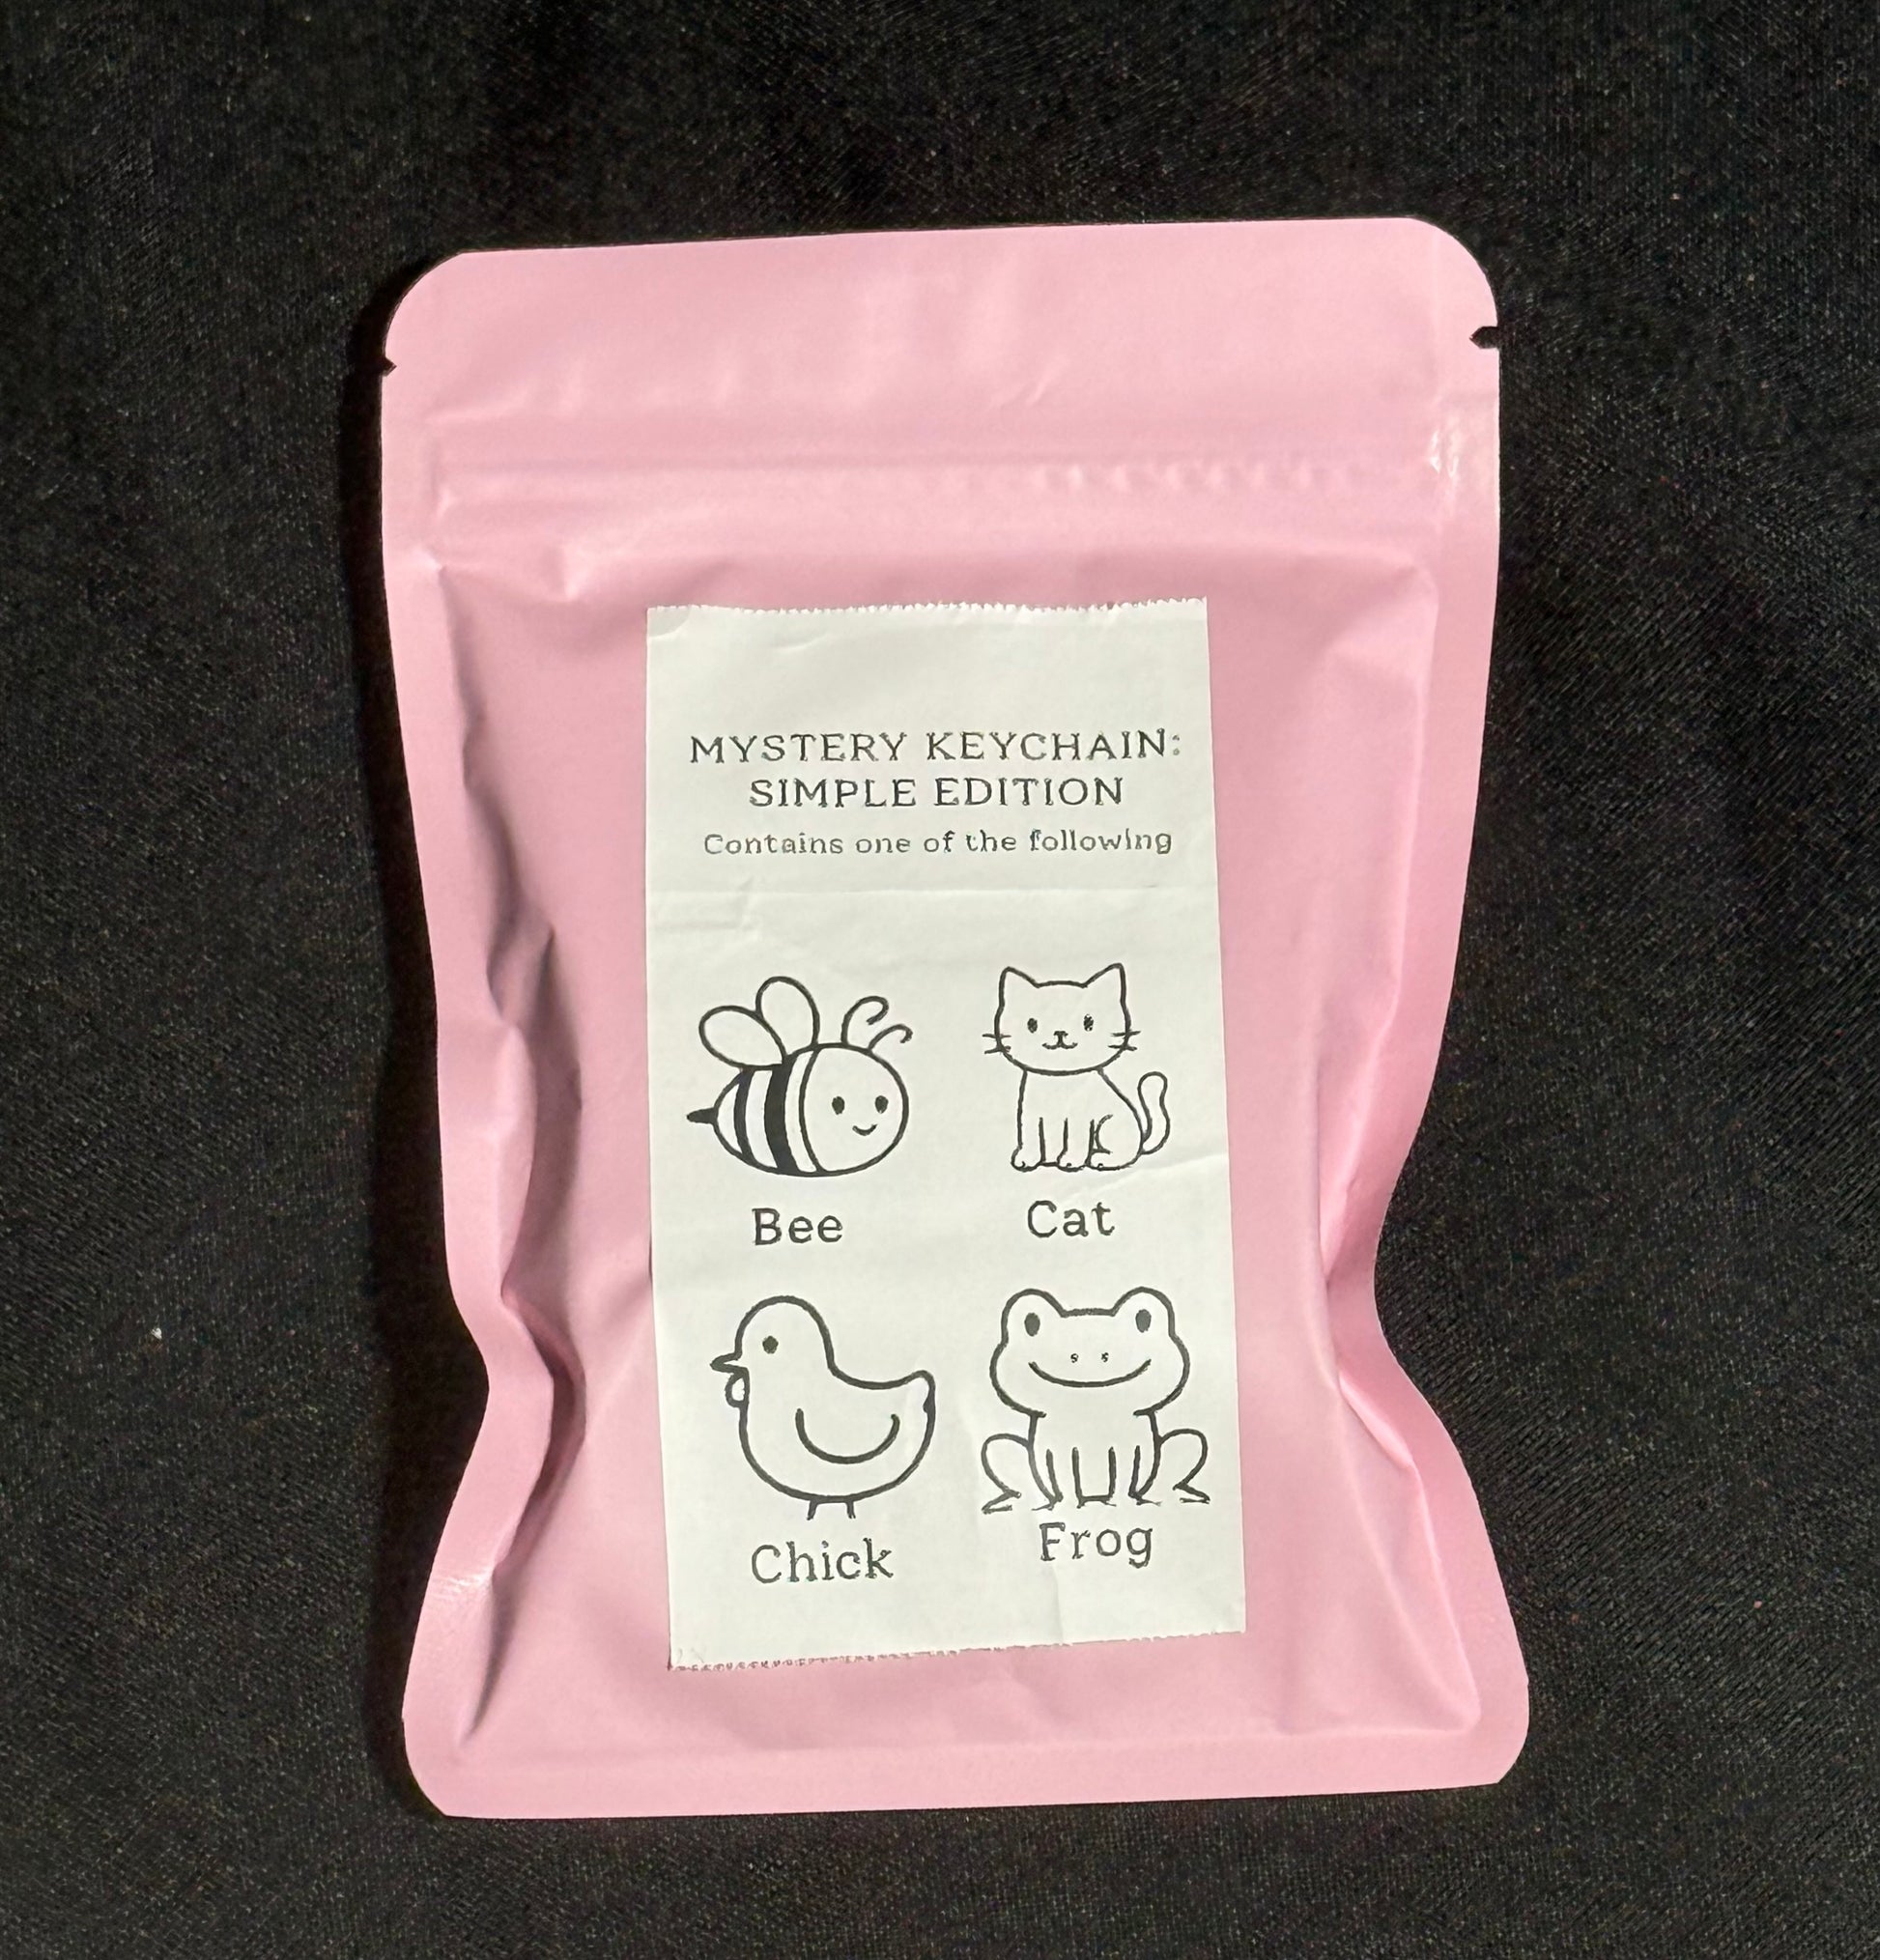 MYSTERY KEYCHAIN:
SIMPLE EDITION
Contains one of the following
Bee
Cat
Chick
Frog